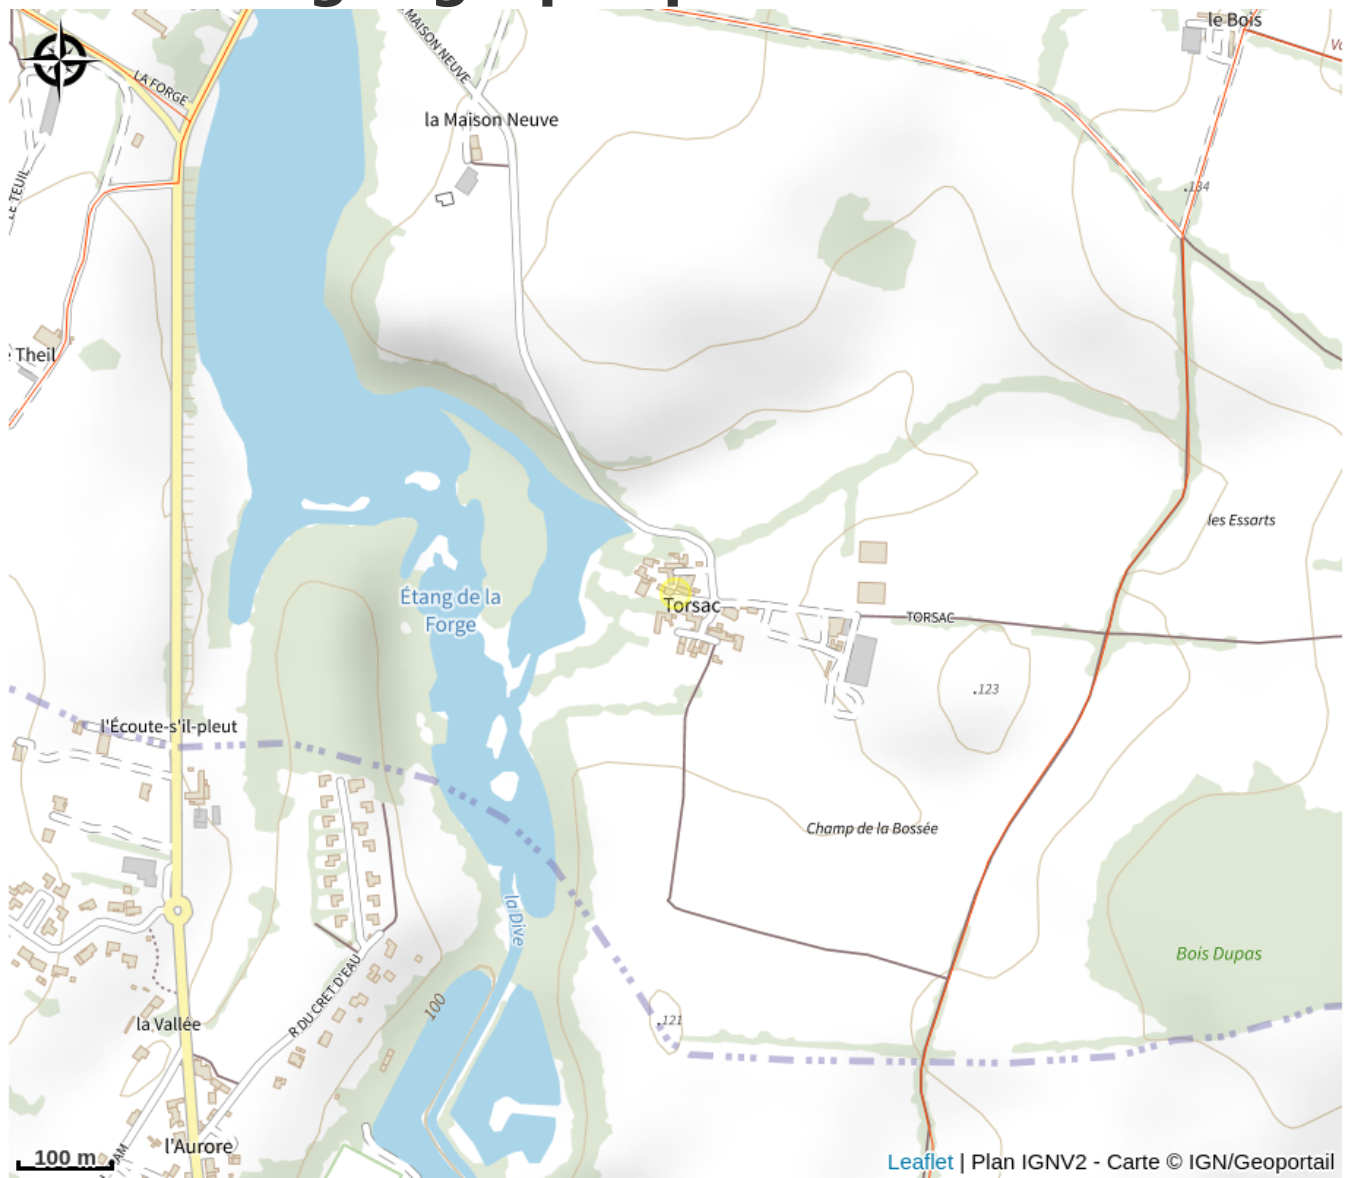 le Bois
MAISON NEUVE
LA FORGE
la Maison Neuve
134
LE TEUIL
Theil
les Essarts
Étang de la
Forge
Torsac
TORSAC
123
l'Écoute-s'il-pleut
Champ de la Bossée
la Dive
Bois Dupas
R DU CRET D'EAU
100
la Vallée
121
l'Aurore
100 m
Leaflet | Plan IGNV2 - Carte © IGN/Geoportail